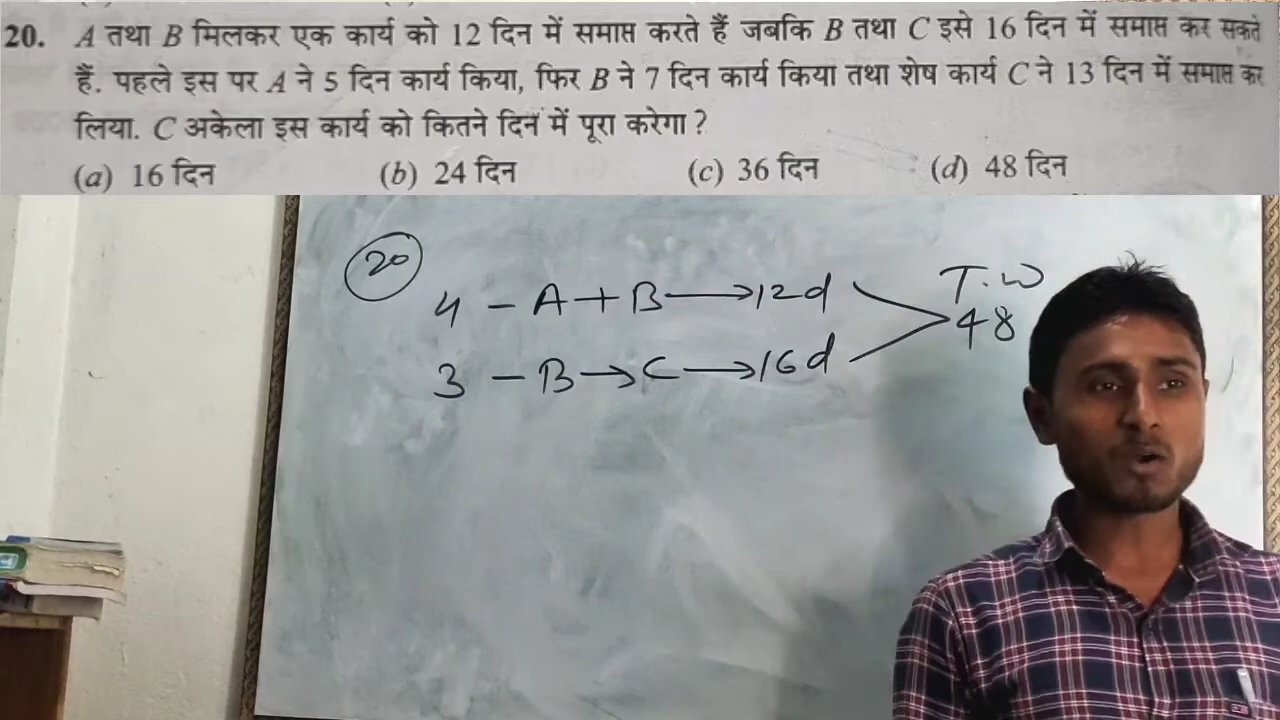 20. A तथा B मिलकर एक कार्य को 12 दिन में समाप्त करते हैं जबकि B तथा C इसे 16 दिन में समाप्त कर सकते
हैं. पहले इस पर A ने 5 दिन कार्य किया, फिर B ने 7 दिन कार्य किया तथा शेष कार्य C ने 13 दिन में समाप्त कर
लिया. C अकेला इस कार्य को कितने दिन में पूरा करेगा ?
(a) 16 दिन (b) 24 दिन (c) 36 दिन (d) 48 दिन
20
4 - A + B → 12d T.W
48
3 - B → C → 16d